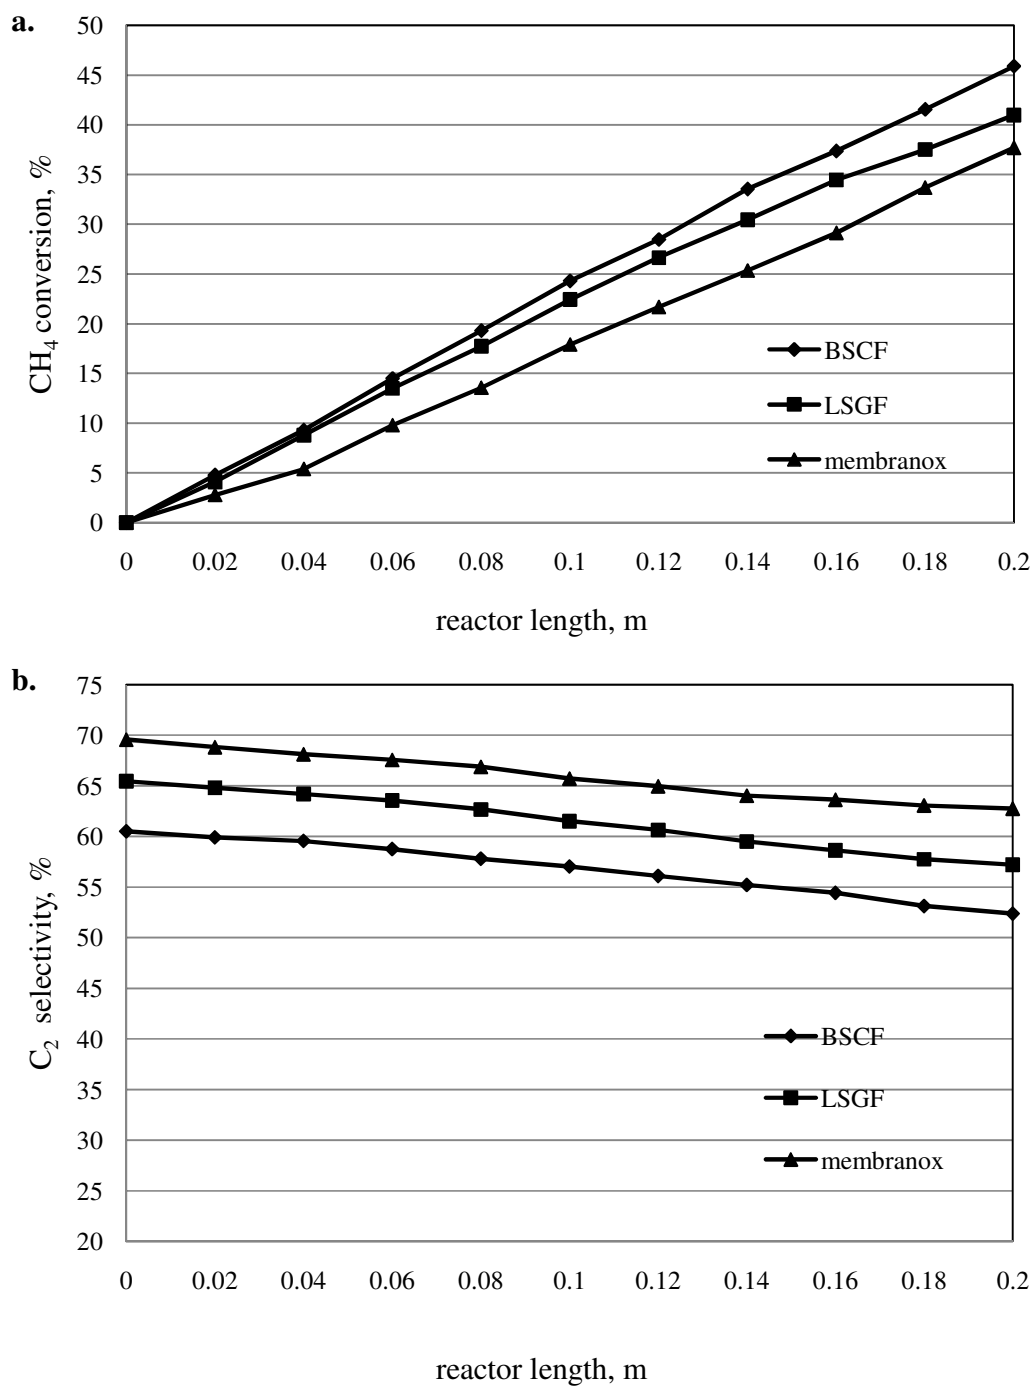 a.
50
45
40
35
30
25
20
15
10
5
0
CH₄ conversion, %
BSCF
LSGF
membranox
0 0.02 0.04 0.06 0.08 0.1 0.12 0.14 0.16 0.18 0.2
reactor length, m
b.
75
70
65
60
55
50
45
40
35
30
25
20
C₂ selectivity, %
BSCF
LSGF
membranox
0 0.02 0.04 0.06 0.08 0.1 0.12 0.14 0.16 0.18 0.2
reactor length, m